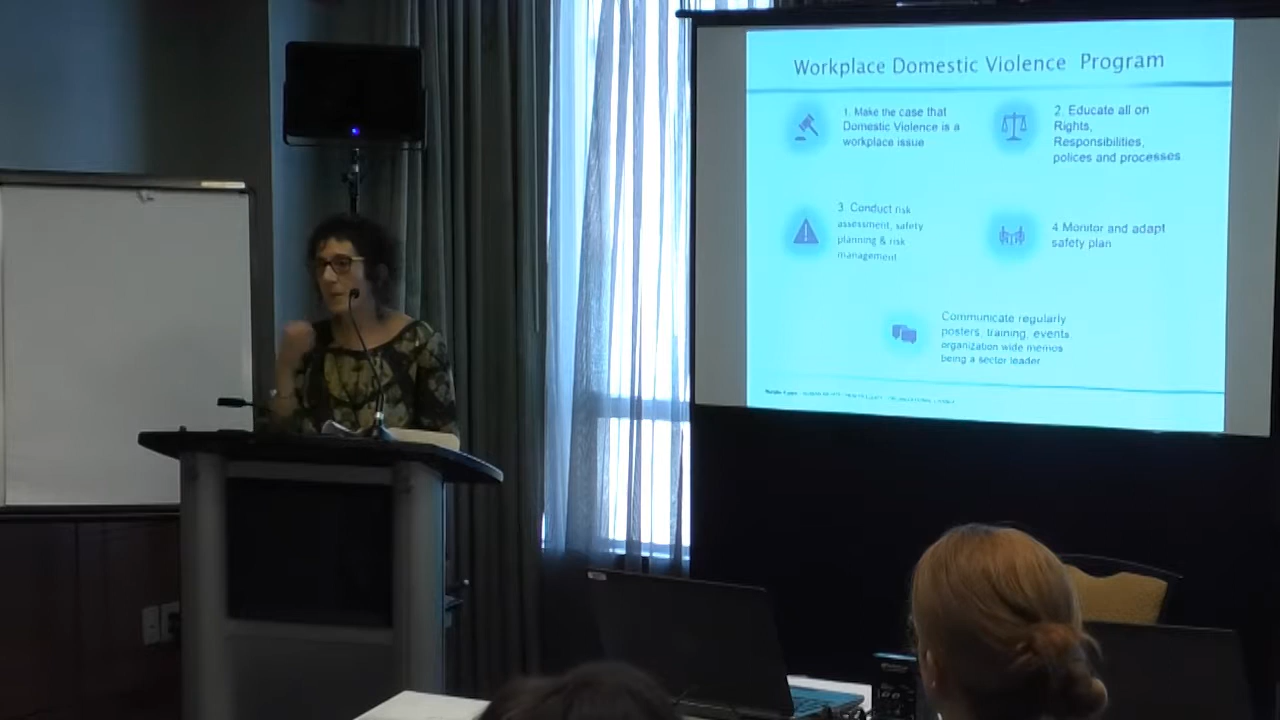 Workplace Domestic Violence Program
1. Make the case that
Domestic Violence is a
workplace issue
2. Educate all on
Rights,
Responsibilities,
polices and processes
3. Conduct risk
assessment, safety
planning & risk
management
4 Monitor and adapt
safety plan
Communicate regularly
posters, training, events,
organization wide memos
being a sector leader